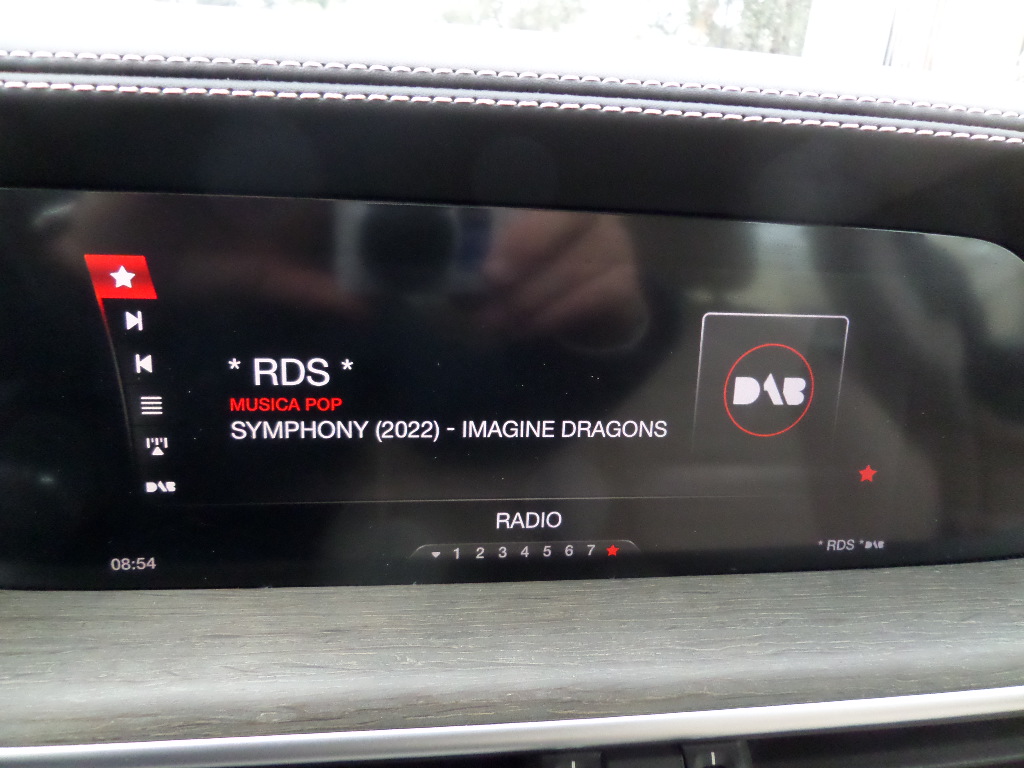 * RDS *
MUSICA POP
SYMPHONY (2022) - IMAGINE DRAGONS
DAB
DAB
RADIO
1 2 3 4 5 6 7
08:54
* RDS * DAB